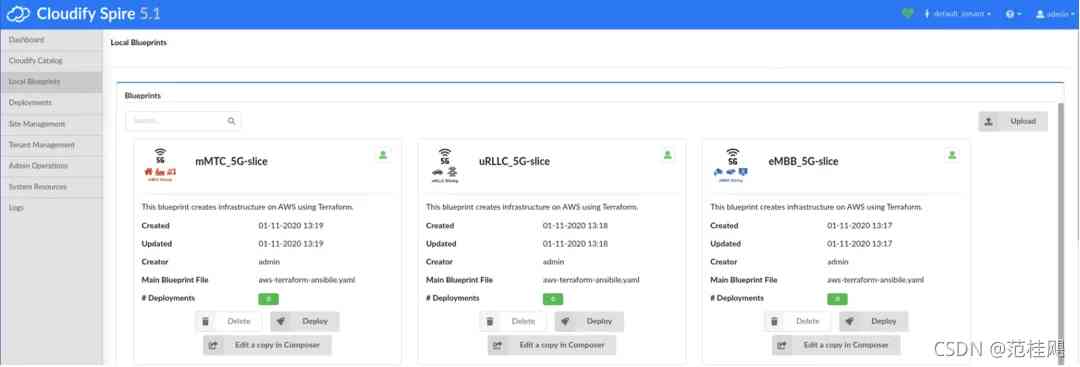 Cloudify Spire 5.1
default_tenant
admin
Dashboard
Cloudify Catalog
Local Blueprints
Deployments
Site Management
Tenant Management
Admin Operations
System Resources
Logs
Local Blueprints
Blueprints
Search...
Upload
5G
mMTC_5G-slice
This blueprint creates infrastructure on AWS using Terraform.
Created 01-11-2020 13:19
Updated 01-11-2020 13:19
Creator admin
Main Blueprint File aws-terraform-ansibile.yaml
# Deployments 0
Delete Deploy
Edit a copy in Composer
5G
uRLLC_5G-slice
This blueprint creates infrastructure on AWS using Terraform.
Created 01-11-2020 13:18
Updated 01-11-2020 13:18
Creator admin
Main Blueprint File aws-terraform-ansibile.yaml
# Deployments 0
Delete Deploy
Edit a copy in Composer
5G
eMBB_5G-slice
This blueprint creates infrastructure on AWS using Terraform.
Created 01-11-2020 13:17
Updated 01-11-2020 13:17
Creator admin
Main Blueprint File aws-terraform-ansibile.yaml
# Deployments 0
Delete Deploy
Edit a copy in Composer
CSDN @范桂飓